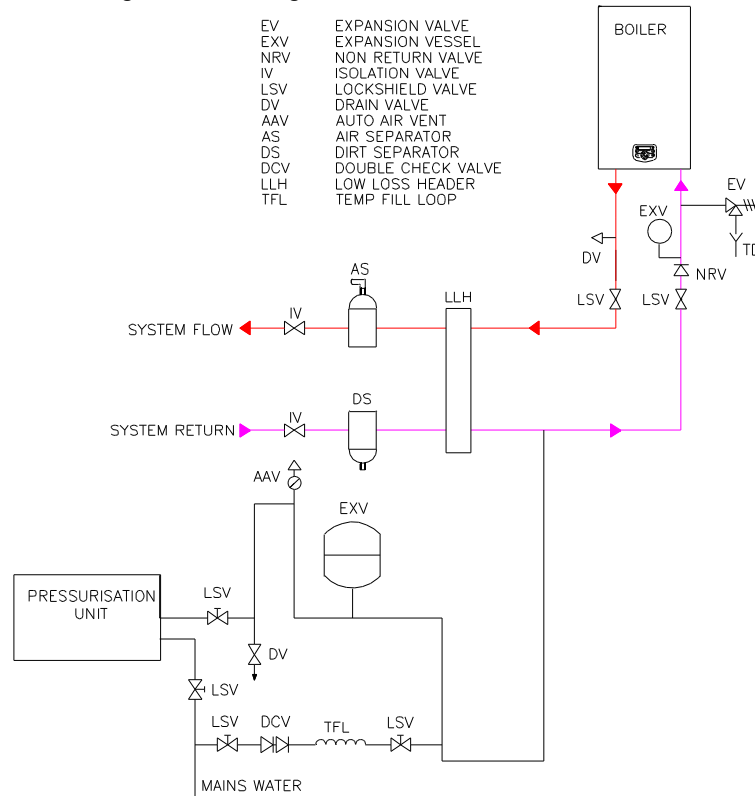 EV EXPANSION VALVE
EXV EXPANSION VESSEL
NRV NON RETURN VALVE
IV ISOLATION VALVE
LSV LOCKSHIELD VALVE
DV DRAIN VALVE
AAV AUTO AIR VENT
AS AIR SEPARATOR
DS DIRT SEPARATOR
DCV DOUBLE CHECK VALVE
LLH LOW LOSS HEADER
TFL TEMP FILL LOOP
BOILER
EV
EXV
DV
NRV
AS
LLH
LSV
LSV
IV
SYSTEM FLOW
DS
IV
SYSTEM RETURN
AAV
EXV
LSV
PRESSURISATION
UNIT
DV
LSV
LSV DCV TFL LSV
MAINS WATER